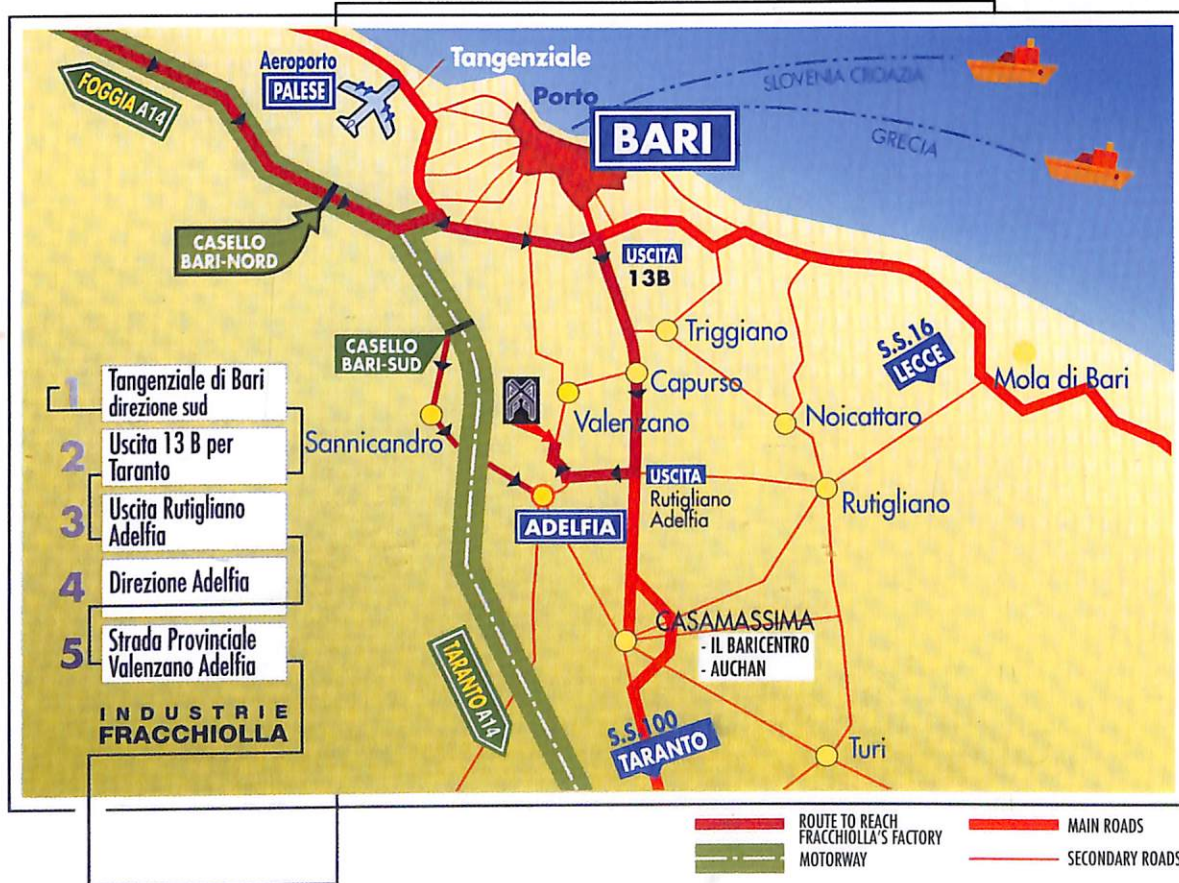 Aeroporto
PALESE
Tangenziale
FOGGIA A14
Porto
BARI
SLOVENIA CROAZIA
GRECIA
CASELLO
BARI-NORD
USCITA
13B
CASELLO
BARI-SUD
Triggiano
Capurso
S.S.16
LECCE
Mola di Bari
Sannicandro
Valenzano
Noicattaro
USCITA
Rutigliano
Adelfia
Rutigliano
ADELFIA
CASAMASSIMA
- IL BARICENTRO
- AUCHAN
TARANTO A14
S.S.100
TARANTO
Turi
1 Tangenziale di Bari
direzione sud
2 Uscita 13 B per
Taranto
3 Uscita Rutigliano
Adelfia
4 Direzione Adelfia
5 Strada Provinciale
Valenzano Adelfia
INDUSTRIE
FRACCHIOLLA
ROUTE TO REACH
FRACCHIOLLA'S FACTORY
MOTORWAY
MAIN ROADS
SECONDARY ROADS